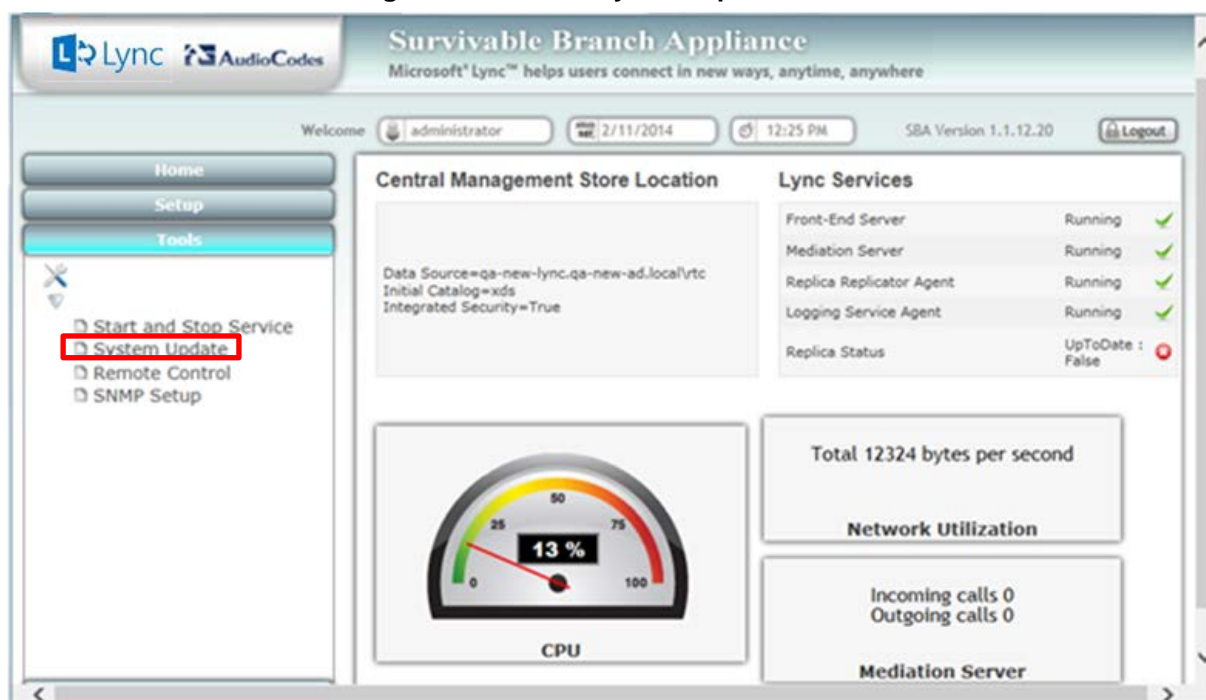 Lync AudioCodes
Survivable Branch Appliance
Microsoft® Lync™ helps users connect in new ways, anytime, anywhere
Welcome administrator 2/11/2014 12:25 PM SBA Version 1.1.12.20 Logout
Home
Setup
Tools
Start and Stop Service
System Update
Remote Control
SNMP Setup
Central Management Store Location
Data Source=qa-new-lync.qa-new-ad.local\rtc
Initial Catalog=xds
Integrated Security=True
Lync Services
Front-End Server Running
Mediation Server Running
Replica Replicator Agent Running
Logging Service Agent Running
Replica Status UpToDate :
False
50
25 75
13 %
0 100
CPU
Total 12324 bytes per second
Network Utilization
Incoming calls 0
Outgoing calls 0
Mediation Server